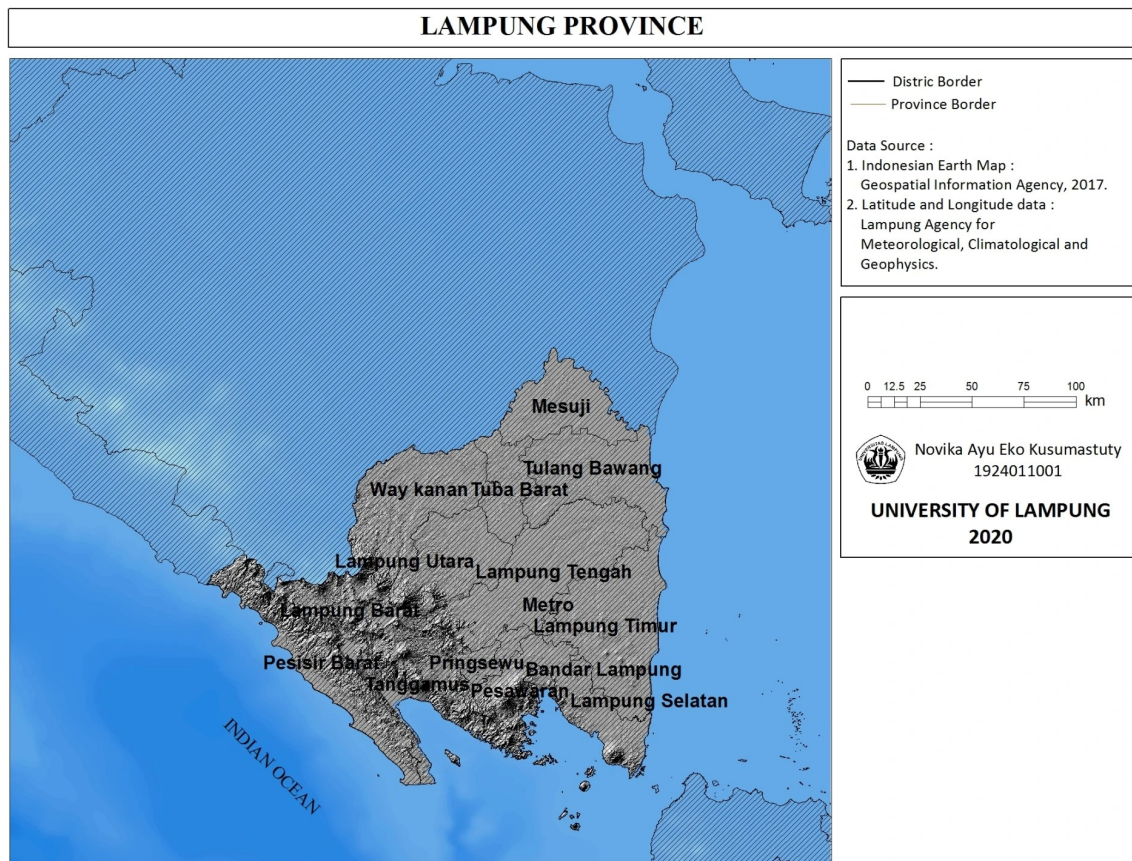 LAMPUNG PROVINCE
Distric Border
Province Border
Data Source :
1. Indonesian Earth Map :
Geospatial Information Agency, 2017.
2. Latitude and Longitude data :
Lampung Agency for
Meteorological, Climatological and
Geophysics.
0 12.5 25 50 75 100
km
UNIVERSITAS LAMPUNG
Novika Ayu Eko Kusumastuty
1924011001
UNIVERSITY OF LAMPUNG
2020
Mesuji
Tulang Bawang
Way kanan
Tuba Barat
Lampung Utara
Lampung Tengah
Lampung Barat
Metro
Lampung Timur
Pesisir Barat
Pringsewu
Bandar Lampung
Tanggamus
Pesawaran
Lampung Selatan
INDIAN OCEAN